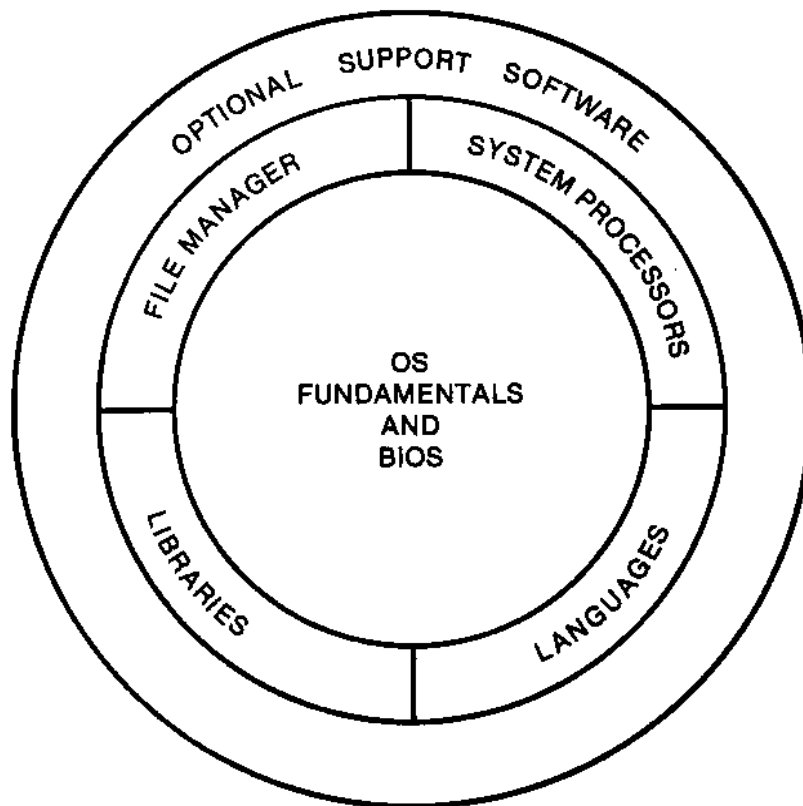 OPTIONAL SUPPORT SOFTWARE
FILE MANAGER
SYSTEM PROCESSORS
OS
FUNDAMENTALS
AND
BIOS
LIBRARIES
LANGUAGES